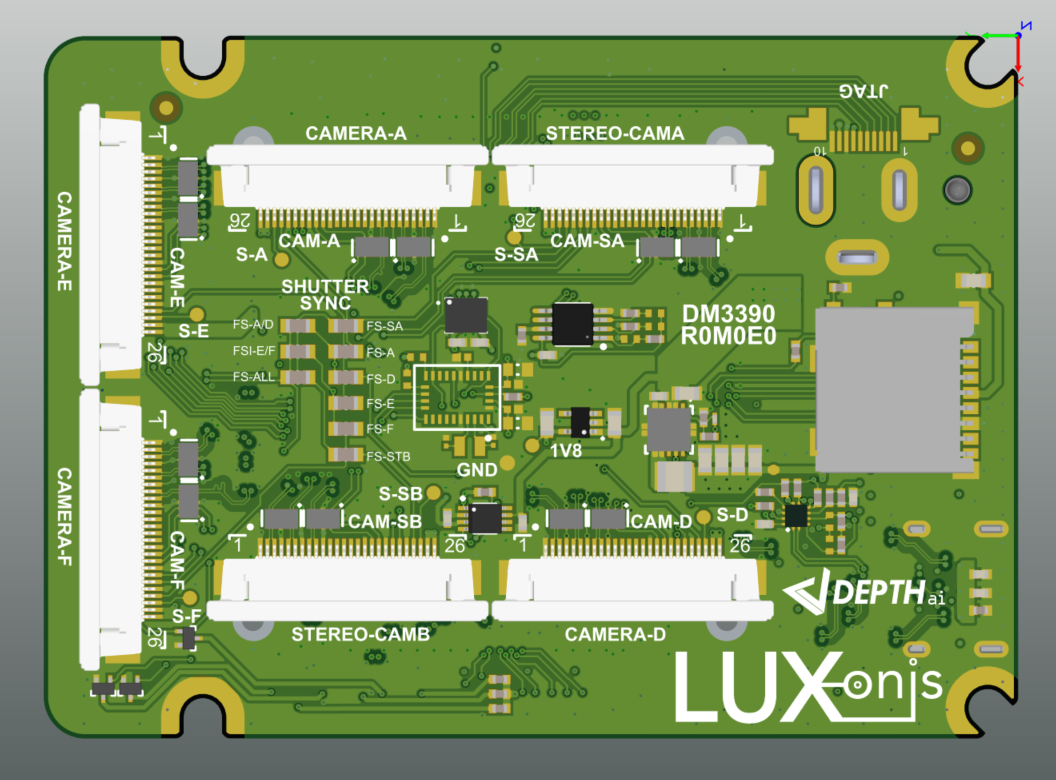 JTAG
CAMERA-A
STEREO-CAMA
10
1
1
CAMERA-E
26
1
26
1
CAM-A
CAM-SA
S-A
S-SA
CAM-E
SHUTTER
SYNC
S-E
DM3390
R0M0E0
FS-A/D
FS-SA
FSI-E/F
FS-A
26
FS-ALL
FS-D
FS-E
1
FS-F
1V8
FS-STB
GND
CAMERA-F
S-SB
CAM-SB
CAM-D
S-D
1
26
1
26
CAM-F
DEPTHai
S-F
26
STEREO-CAMB
CAMERA-D
LUXonis
Z
X